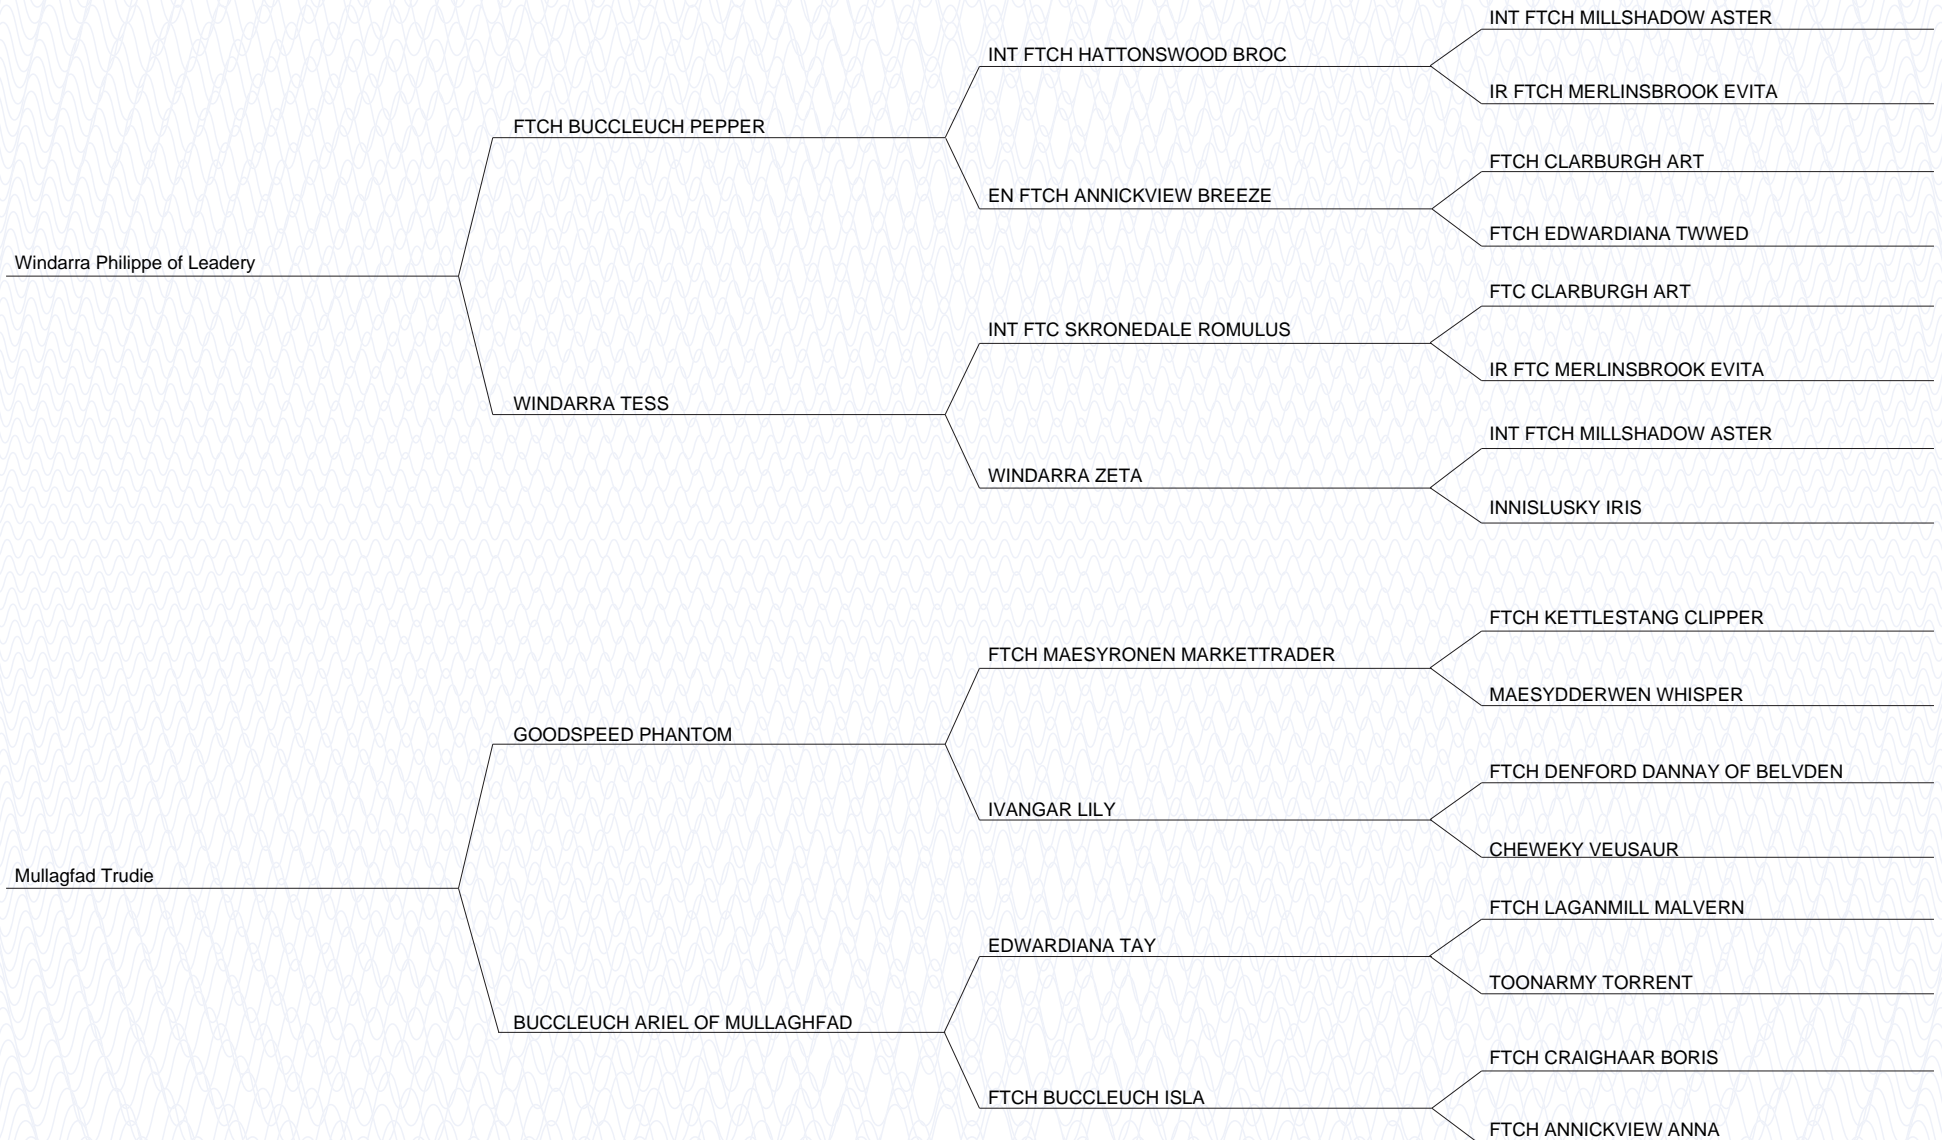 INT FTCH MILLSHADOW ASTER
INT FTCH HATTONSWOOD BROC
IR FTCH MERLINSBROOK EVITA
FTCH BUCCLEUCH PEPPER
FTCH CLARBURGH ART
EN FTCH ANNICKVIEW BREEZE
FTCH EDWARDIANA TWWED
Windarra Philippe of Leadery
FTC CLARBURGH ART
INT FTC SKRONEDALE ROMULUS
IR FTC MERLINSBROOK EVITA
WINDARRA TESS
INT FTCH MILLSHADOW ASTER
WINDARRA ZETA
INNISLUSKY IRIS
FTCH KETTLESTANG CLIPPER
FTCH MAESYRONEN MARKETTRADER
MAESYDDERWEN WHISPER
GOODSPEED PHANTOM
FTCH DENFORD DANNAY OF BELVDEN
IVANGAR LILY
CHEWEKY VEUSAUR
Mullagfad Trudie
FTCH LAGANMILL MALVERN
EDWARDIANA TAY
TOONARMY TORRENT
BUCCLEUCH ARIEL OF MULLAGHFAD
FTCH CRAIGHAAR BORIS
FTCH BUCCLEUCH ISLA
FTCH ANNICKVIEW ANNA